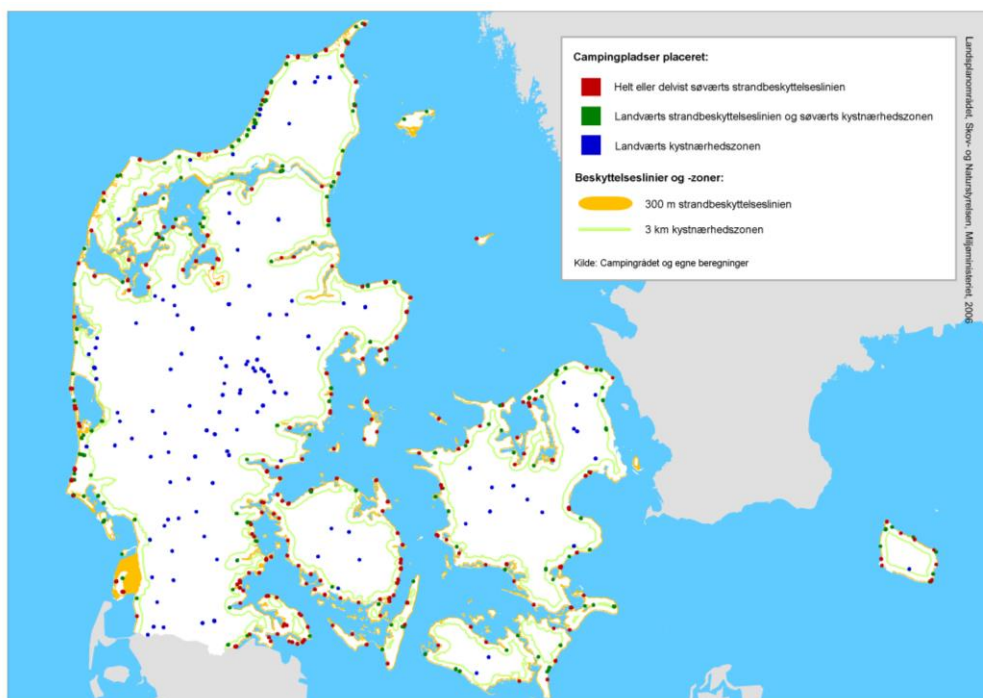 Campingpladser placeret:
Helt eller delvist søværts strandbeskyttelseslinien
Landværts strandbeskyttelseslinien og søværts kystnærhedszonen
Landværts kystnærhedszonen
Beskyttelseslinier og -zoner:
300 m strandbeskyttelseslinien
3 km kystnærhedszonen
Kilde: Campingrådet og egne beregninger
Landsplanområdet, Skov- og Naturstyrelsen, Miljøministeriet, 2006